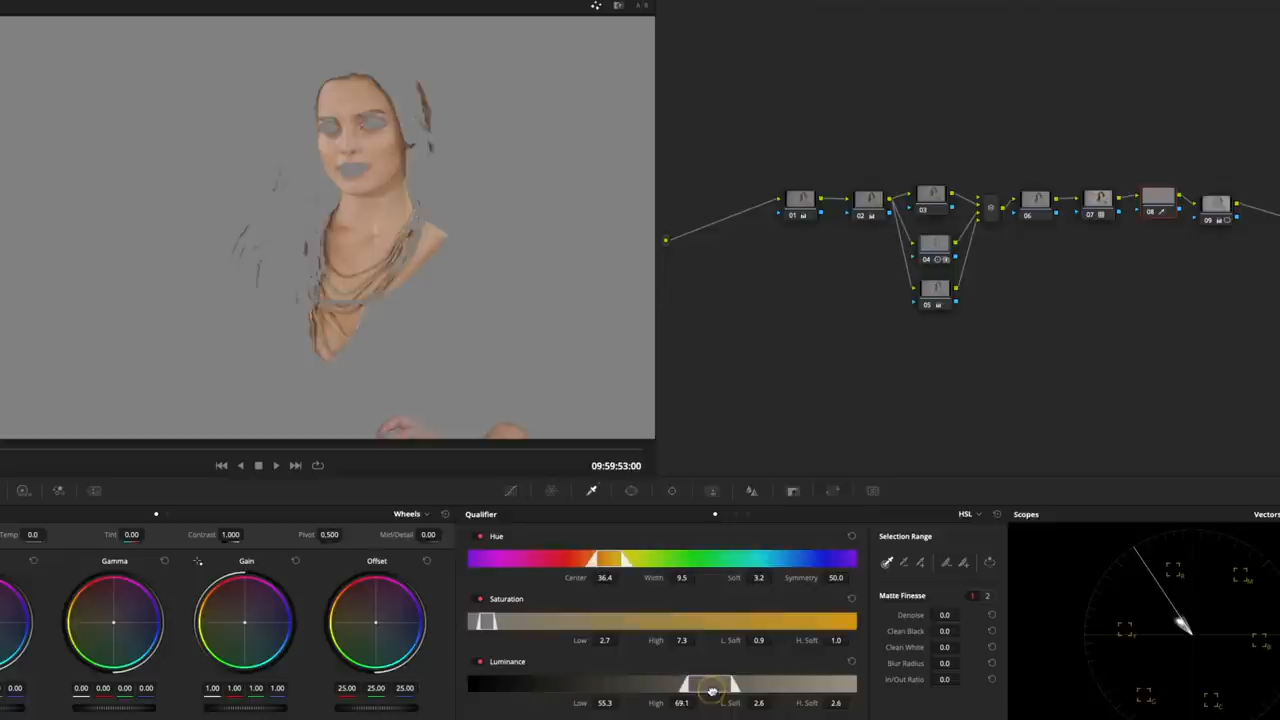 A B
01
02
03
04
05
06
07
08
09
09:59:53:00
Wheels
Temp 0.0 Tint 0.00 Contrast 1.000 Pivot 0.500 Mid/Detail 0.00
Gamma Gain Offset
0.00 0.00 0.00 0.00 0.00 1.00 1.00 1.00 1.00 25.00 25.00 25.00
Qualifier HSL
Hue
Center 36.4 Width 9.5 Soft 3.2 Symmetry 50.0
Saturation
Low 2.7 High 7.3 L. Soft 0.9 H. Soft 1.0
Luminance
Low 55.3 High 69.1 Soft 2.6 H. Soft 2.6
Selection Range
Matte Finesse 1 2
Denoise 0.0
Clean Black 0.0
Clean White 0.0
Blur Radius 0.0
In/Out Ratio 0.0
Scopes Vectors